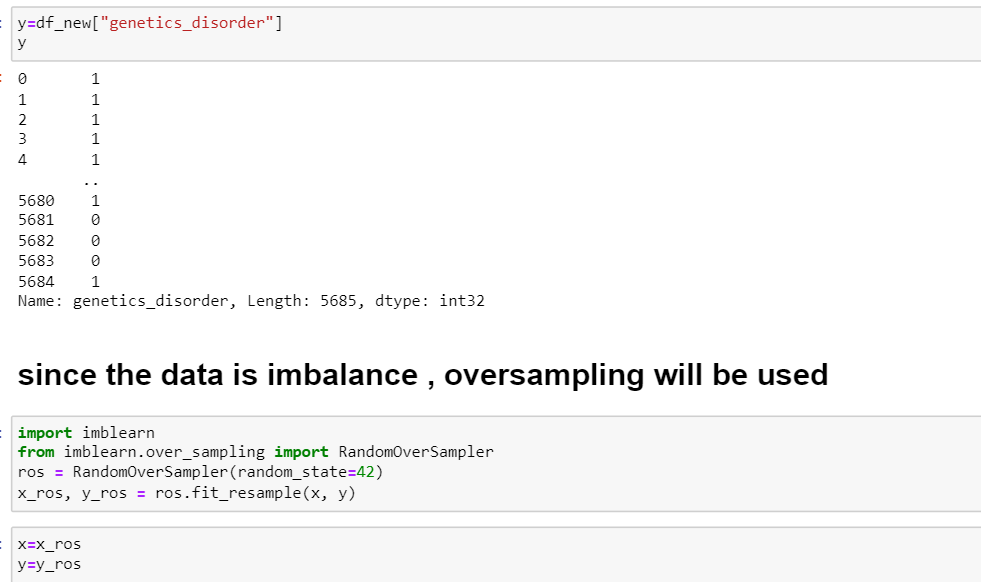 y=df_new["genetics_disorder"]
y
0       1
1       1
2       1
3       1
4       1
       ..
5680    1
5681    0
5682    0
5683    0
5684    1
Name: genetics_disorder, Length: 5685, dtype: int32
since the data is imbalance , oversampling will be used
import imblearn
from imblearn.over_sampling import RandomOverSampler
ros = RandomOverSampler(random_state=42)
x_ros, y_ros = ros.fit_resample(x, y)
x=x_ros
y=y_ros